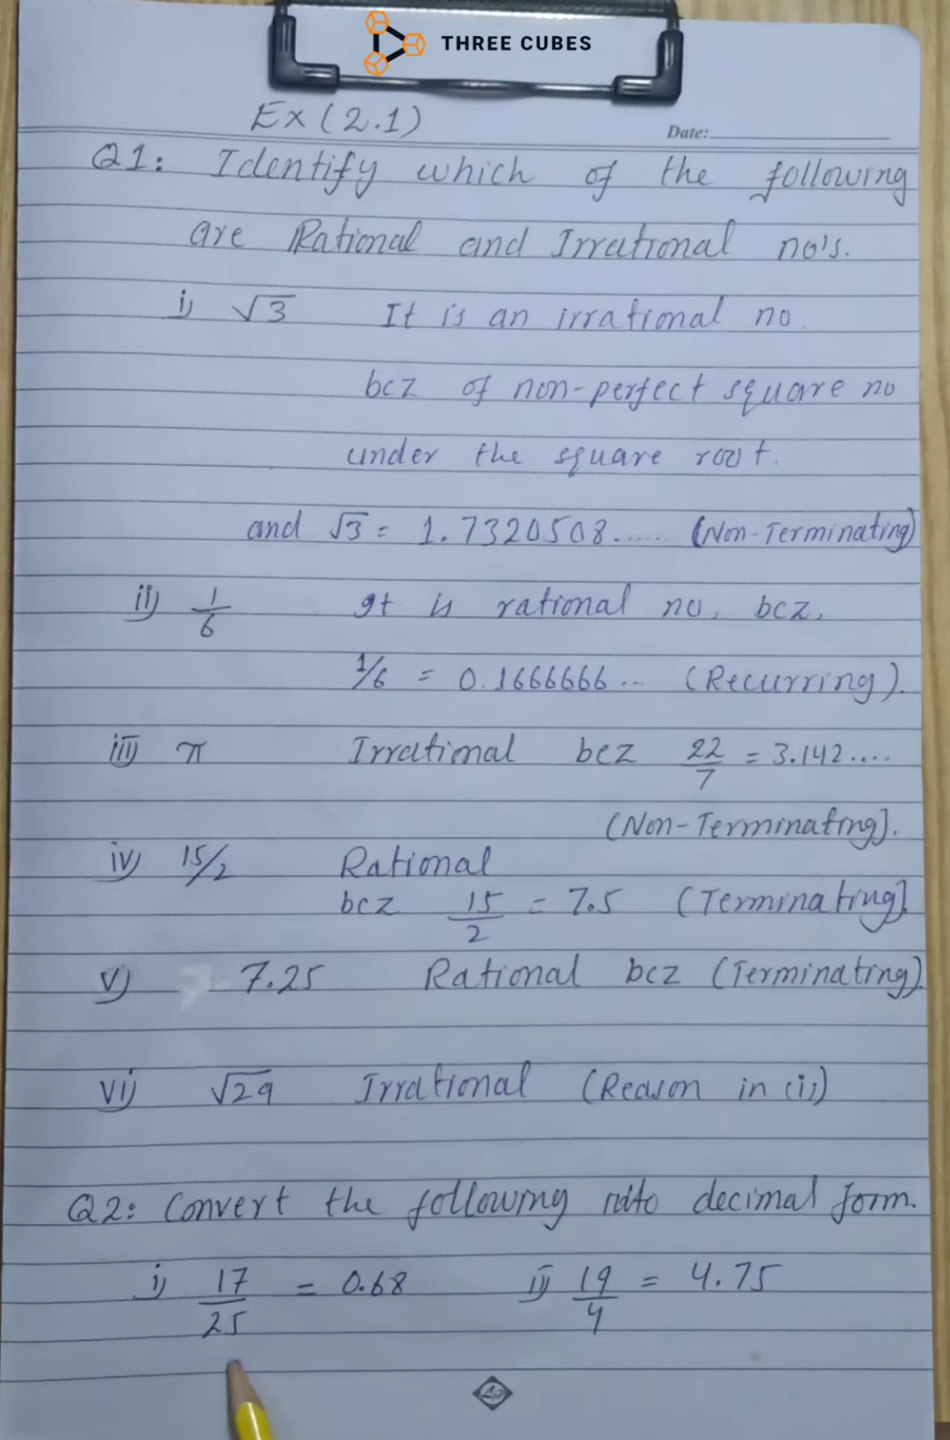 THREE CUBES
Ex (2.1)
Date:
Q1: Identify which of the following
are Rational and Irrational no's.
i) √3 It is an irrational no.
bcz of non-perfect square no
under the square root.
and √3 = 1.7320508..... (Non-Terminating)
ii) 1/6 It is rational no, bcz,
1/6 = 0.1666666... (Recurring).
iii) π Irrational bcz 22/7 = 3.142....
(Non-Terminating).
iv) 15/2 Rational
bcz 15/2 = 7.5 (Terminating).
v) 7.25 Rational bcz (Terminating).
vi) √29 Irrational (Reason in (i))
Q2: Convert the following into decimal form.
i) 17/25 = 0.68 ii) 19/4 = 4.75